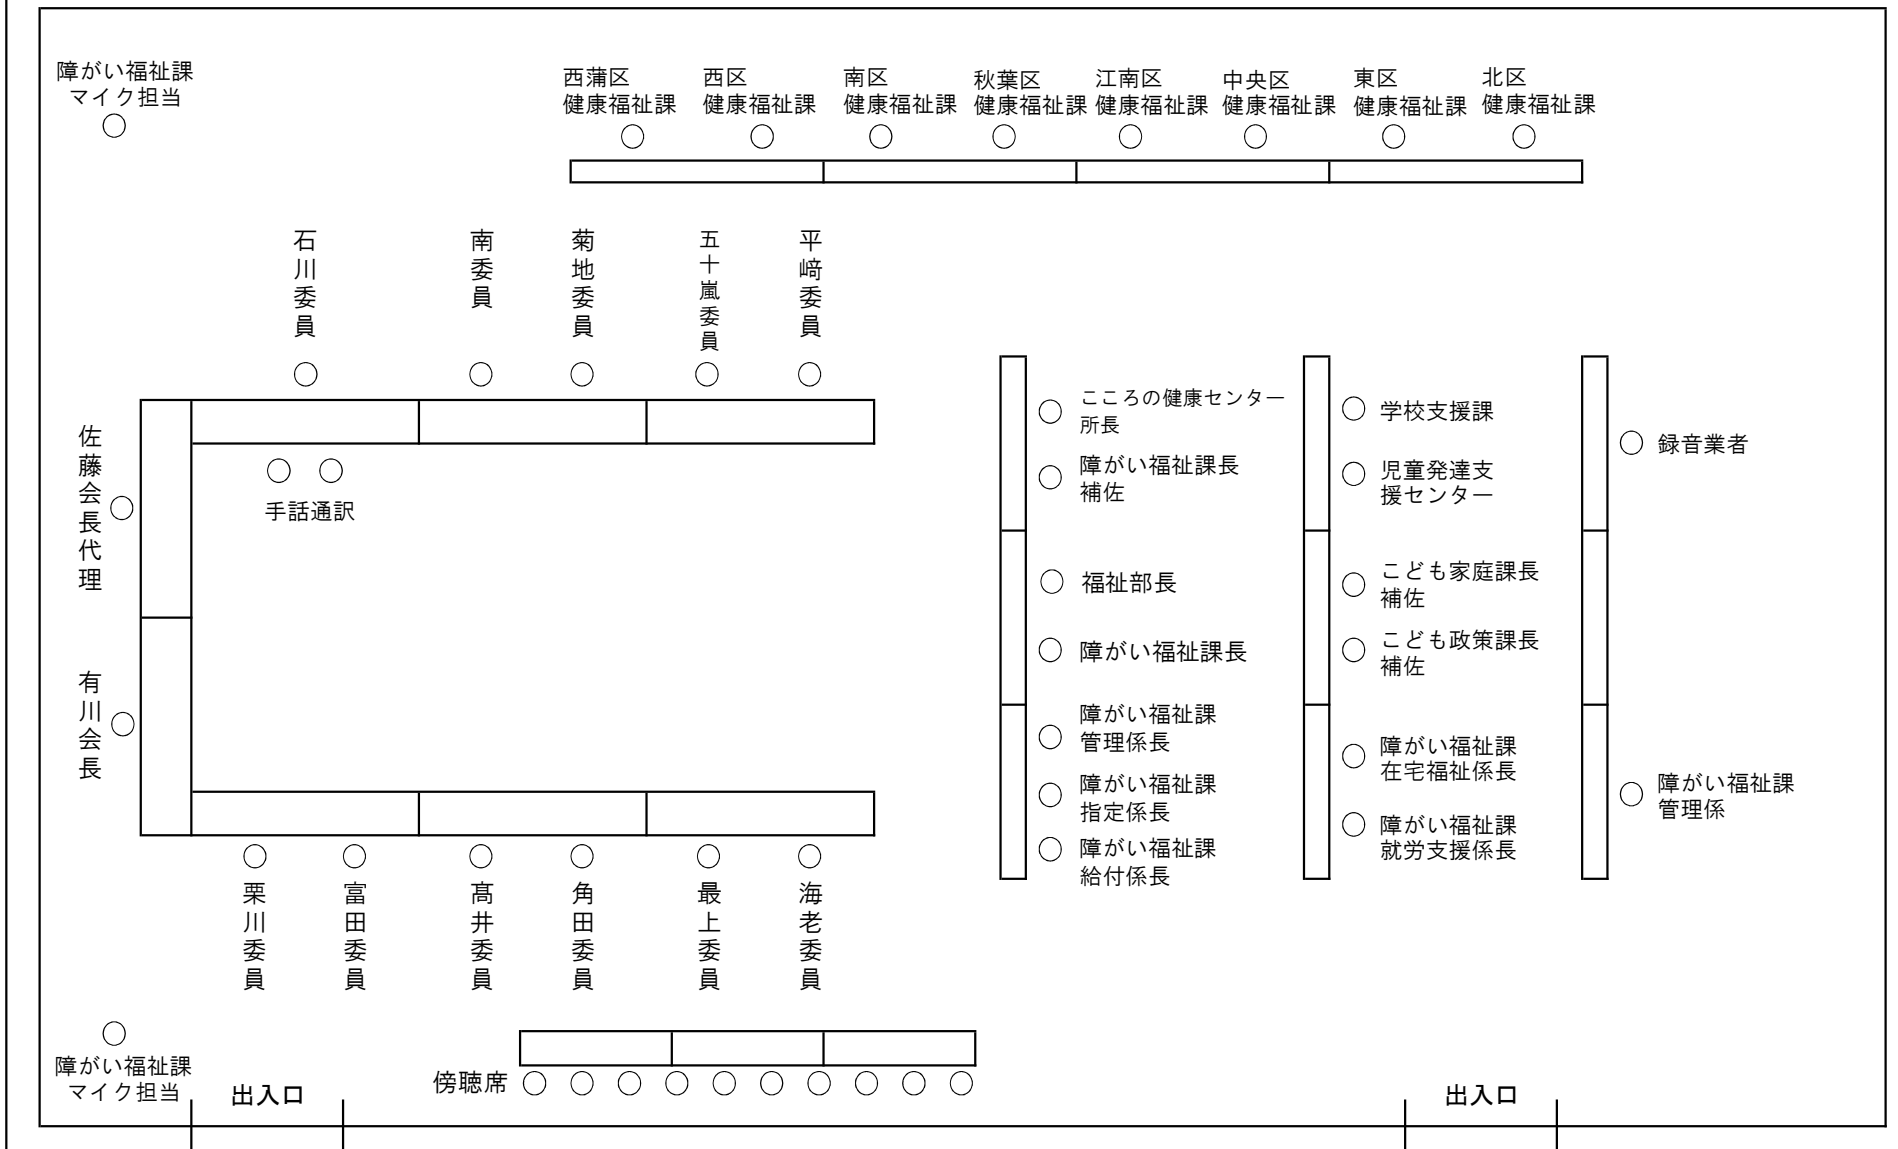 障がい福祉課
マイク担当
西蒲区
健康福祉課
西区
健康福祉課
南区
健康福祉課
秋葉区
健康福祉課
江南区
健康福祉課
中央区
健康福祉課
東区
健康福祉課
北区
健康福祉課
石川委員
南委員
菊地委員
五十嵐委員
平﨑委員
佐藤会長代理
有川会長
手話通訳
こころの健康センター
所長
障がい福祉課長
補佐
福祉部長
障がい福祉課長
障がい福祉課
管理係長
障がい福祉課
指定係長
障がい福祉課
給付係長
学校支援課
児童発達支
援センター
こども家庭課長
補佐
こども政策課長
補佐
障がい福祉課
在宅福祉係長
障がい福祉課
就労支援係長
録音業者
障がい福祉課
管理係
栗川委員
富田委員
髙井委員
角田委員
最上委員
海老委員
障がい福祉課
マイク担当
出入口
傍聴席
出入口